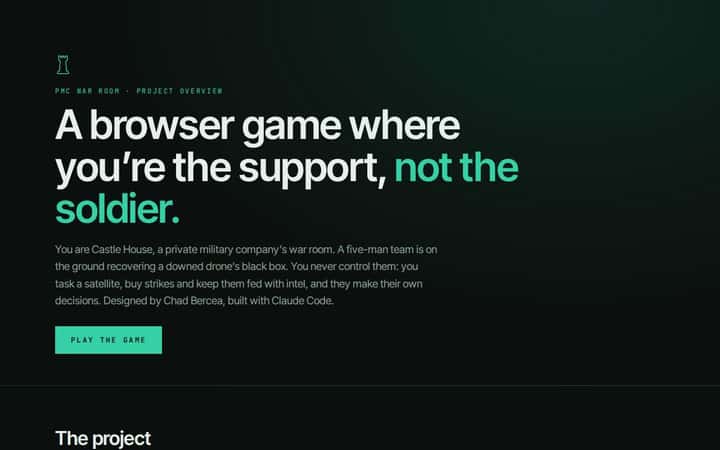 PMC WAR ROOM · PROJECT OVERVIEW
A browser game where
you’re the support, not the
soldier.
You are Castle House, a private military company's war room. A five-man team is on
the ground recovering a downed drone's black box. You never control them: you
task a satellite, buy strikes and keep them fed with intel, and they make their own
decisions. Designed by Chad Bercea, built with Claude Code.
PLAY THE GAME
The project